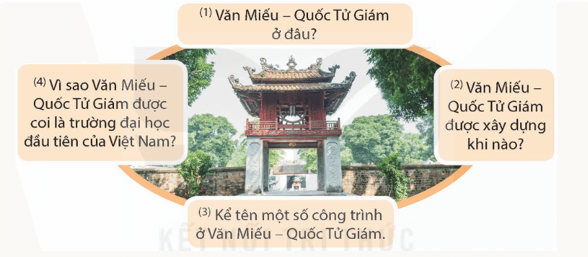 (1) Văn Miếu – Quốc Tử Giám
ở đâu?
(2) Văn Miếu –
Quốc Tử Giám
được xây dựng
khi nào?
(3) Kể tên một số công trình
ở Văn Miếu – Quốc Tử Giám.
(4) Vì sao Văn Miếu –
Quốc Tử Giám được
coi là trường đại học
đầu tiên của Việt Nam?
KẾT NỐI TRI THỨC